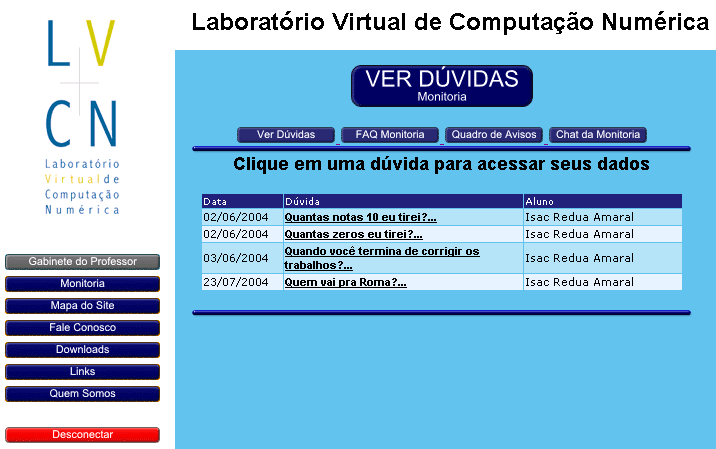 L V
C N
Laboratório
Virtual de
Computação
Numérica
Laboratório Virtual de Computação Numérica
VER DÚVIDAS
Monitoria
Ver Dúvidas FAQ Monitoria Quadro de Avisos Chat da Monitoria
Clique em uma dúvida para acessar seus dados
Data Dúvida Aluno
02/06/2004 Quantas notas 10 eu tirei?... Isac Redua Amaral
02/06/2004 Quantas zeros eu tirei?... Isac Redua Amaral
03/06/2004 Quando você termina de corrigir os Isac Redua Amaral
trabalhos?...
23/07/2004 Quem vai pra Roma?... Isac Redua Amaral
Gabinete do Professor
Monitoria
Mapa do Site
Fale Conosco
Downloads
Links
Quem Somos
Desconectar